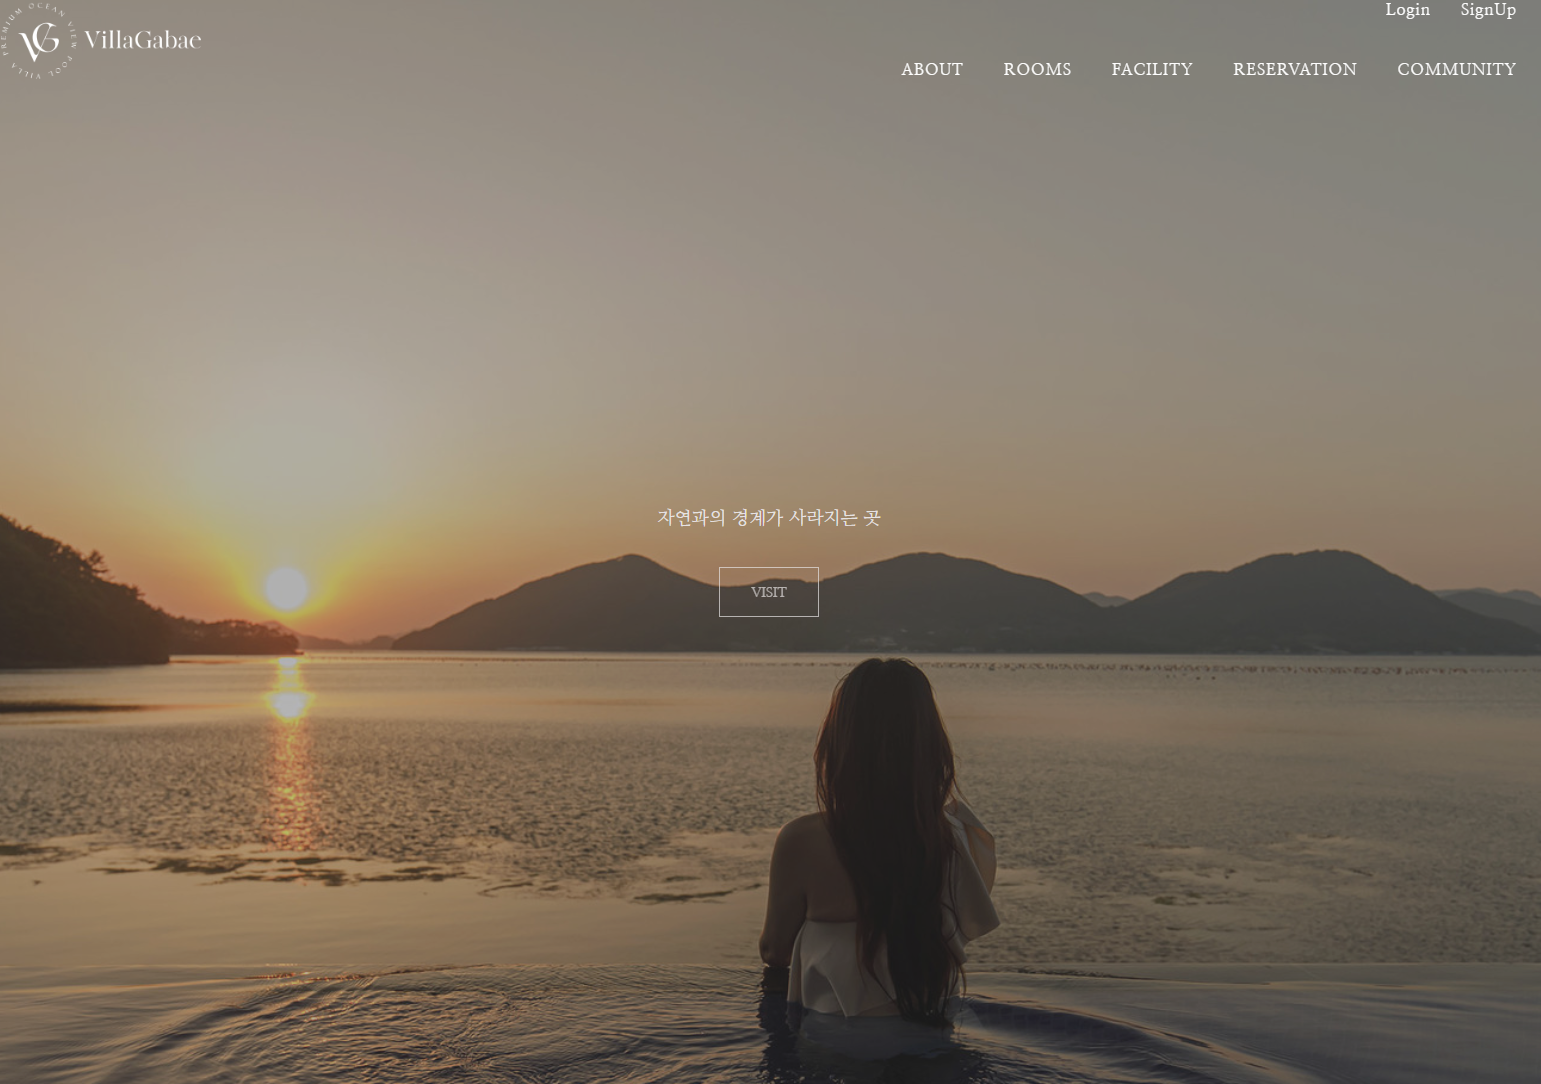 PREMIUM OCEAN VIEW POOL VILLA
VG
VillaGabae
Login SignUp
ABOUT ROOMS FACILITY RESERVATION COMMUNITY
자연과의 경계가 사라지는 곳
VISIT